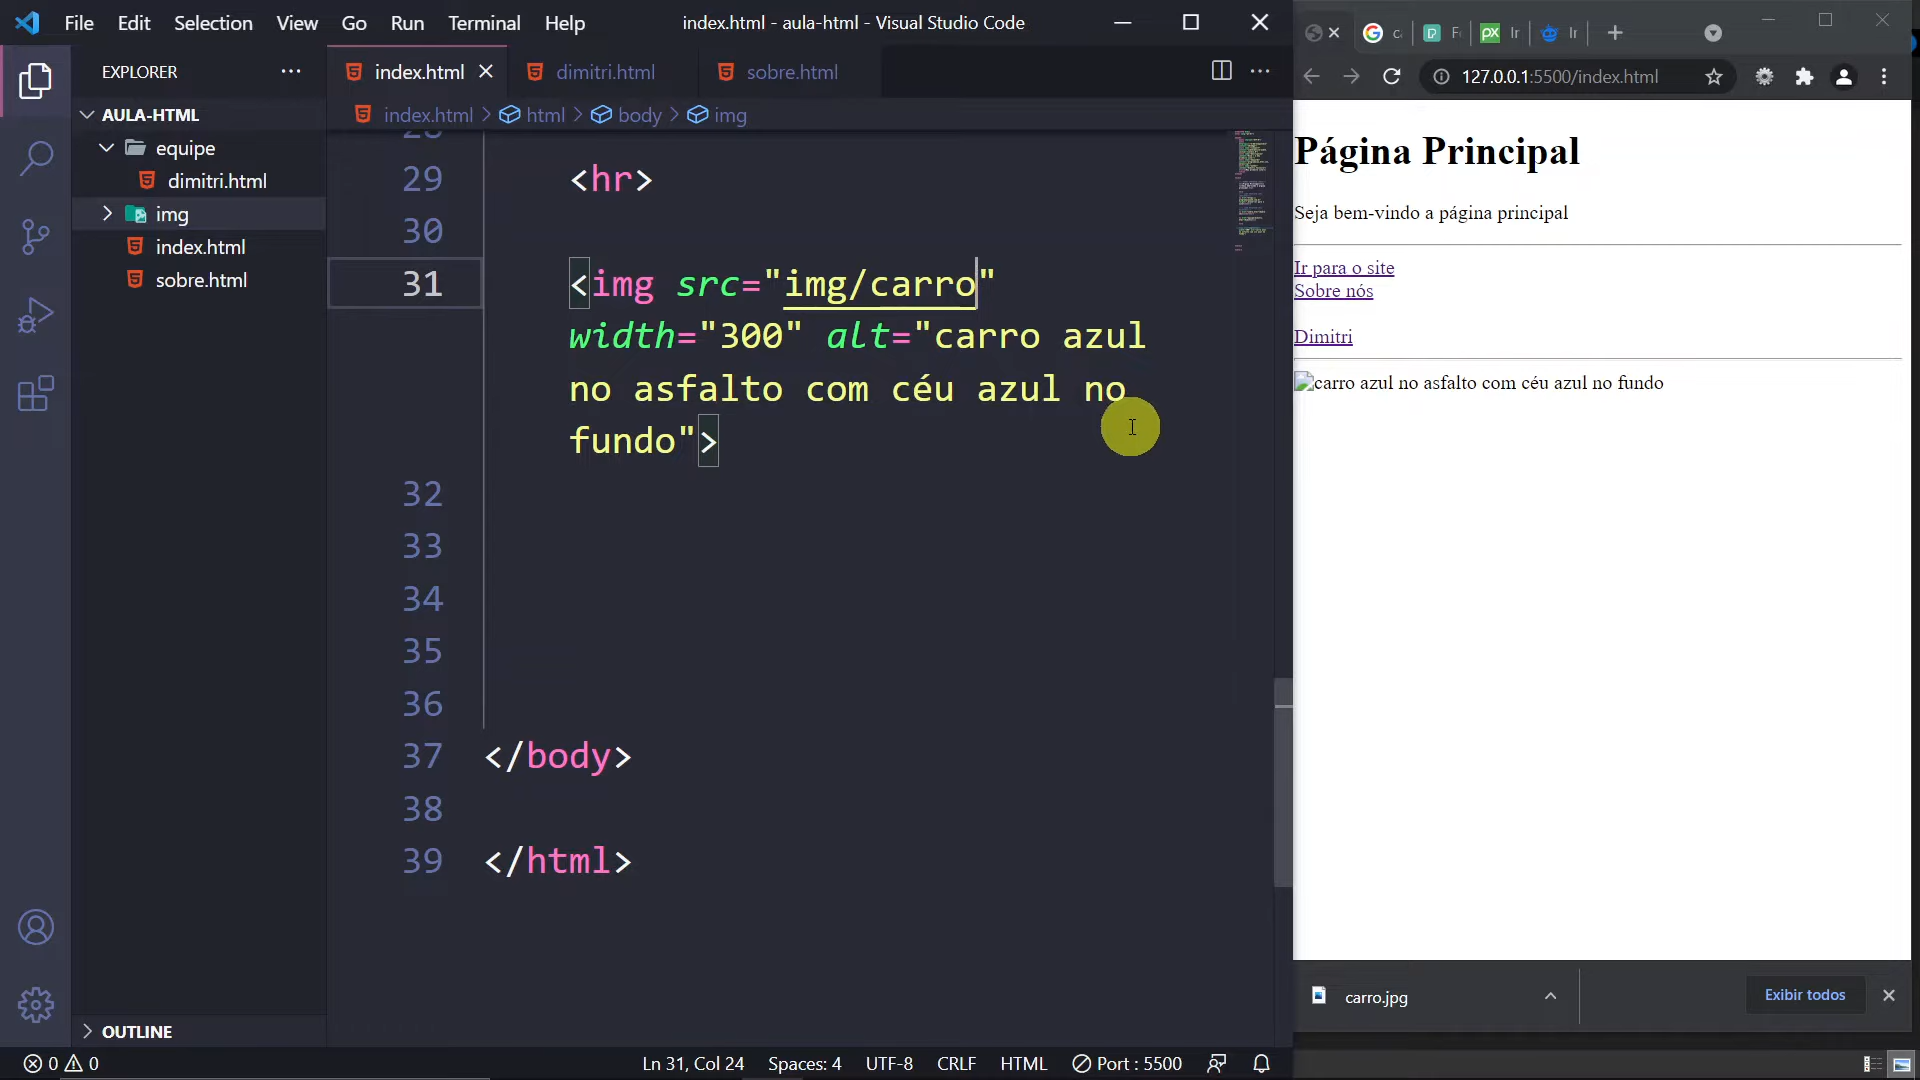 File Edit Selection View Go Run Terminal Help
index.html - aula-html - Visual Studio Code
EXPLORER
AULA-HTML
equipe
dimitri.html
img
index.html
sobre.html
OUTLINE
index.html dimitri.html sobre.html
index.html > html > body > img
28
29 <hr>
30
31 <img src="img/carro"
width="300" alt="carro azul
no asfalto com céu azul no
fundo">
32
33
34
35
36
37 </body>
38
39 </html>
0 0
Ln 31, Col 24 Spaces: 4 UTF-8 CRLF HTML Port : 5500
127.0.0.1:5500/index.html
Página Principal
Seja bem-vindo a página principal
Ir para o site
Sobre nós
Dimitri
carro azul no asfalto com céu azul no fundo
carro.jpg
Exibir todos